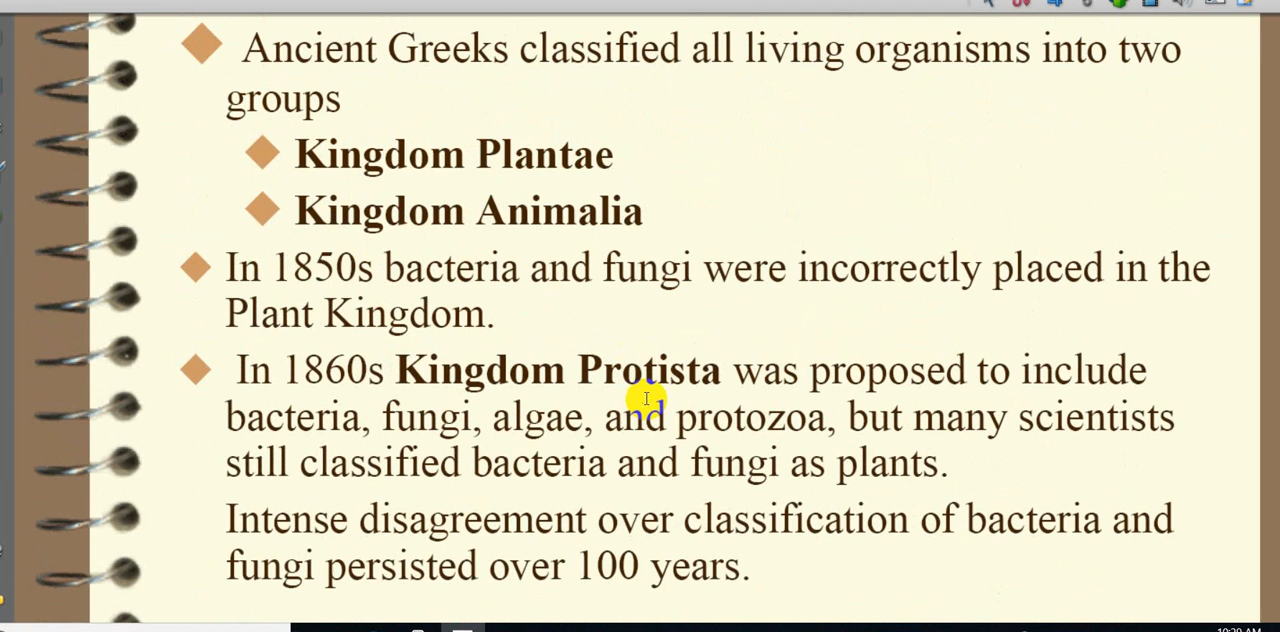 Ancient Greeks classified all living organisms into two
groups
Kingdom Plantae
Kingdom Animalia
In 1850s bacteria and fungi were incorrectly placed in the
Plant Kingdom.
In 1860s Kingdom Protista was proposed to include
bacteria, fungi, algae, and protozoa, but many scientists
still classified bacteria and fungi as plants.
Intense disagreement over classification of bacteria and
fungi persisted over 100 years.